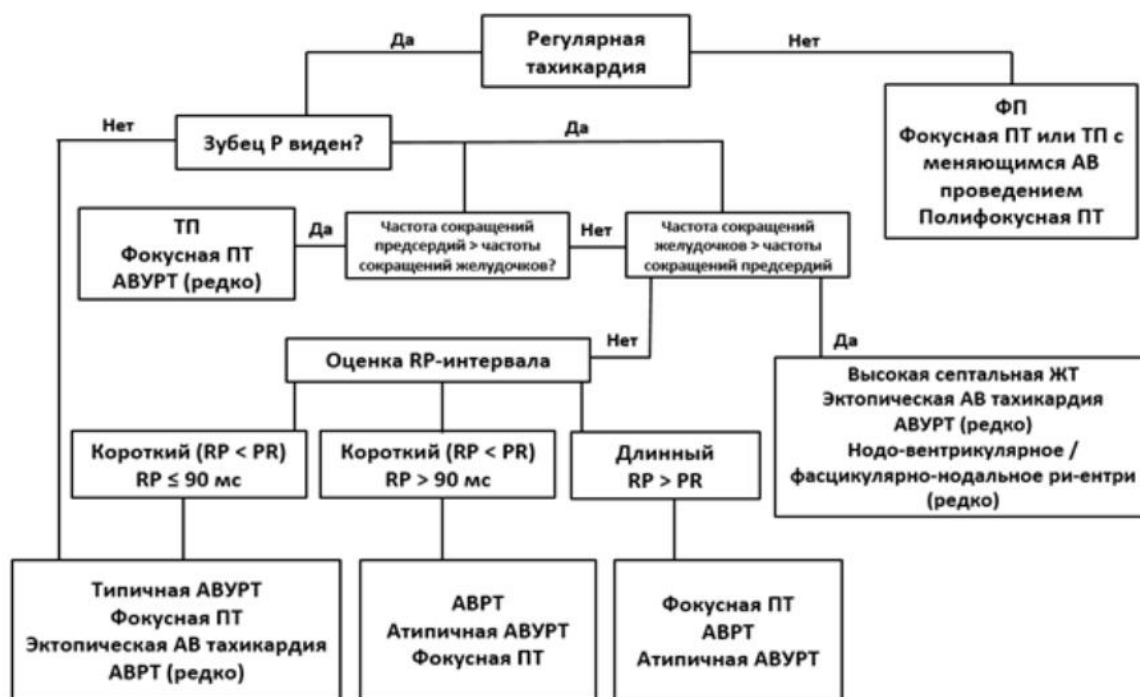 Да
Регулярная
тахикардия
Нет
Нет
Зубец Р виден?
Да
ФП
Фокусная ПТ или ТП с
меняющимся АВ
проведением
Полифокусная ПТ
ТП
Фокусная ПТ
АВУРТ (редко)
Да
Частота сокращений
предсердий > частоты
сокращений желудочков?
Нет
Частота сокращений
желудочков > частоты
сокращений предсердий
Оценка RP-интервала
Нет
Да
Высокая септальная ЖТ
Эктопическая АВ тахикардия
АВУРТ (редко)
Нодо-вентрикулярное /
фасцикулярно-нодальное ри-ентри
(редко)
Короткий (RP < PR)
RP ≤ 90 мс
Короткий (RP < PR)
RP > 90 мс
Длинный
RP > PR
Типичная АВУРТ
Фокусная ПТ
Эктопическая АВ тахикардия
АВРТ (редко)
АВРТ
Атипичная АВУРТ
Фокусная ПТ
Фокусная ПТ
АВРТ
Атипичная АВУРТ